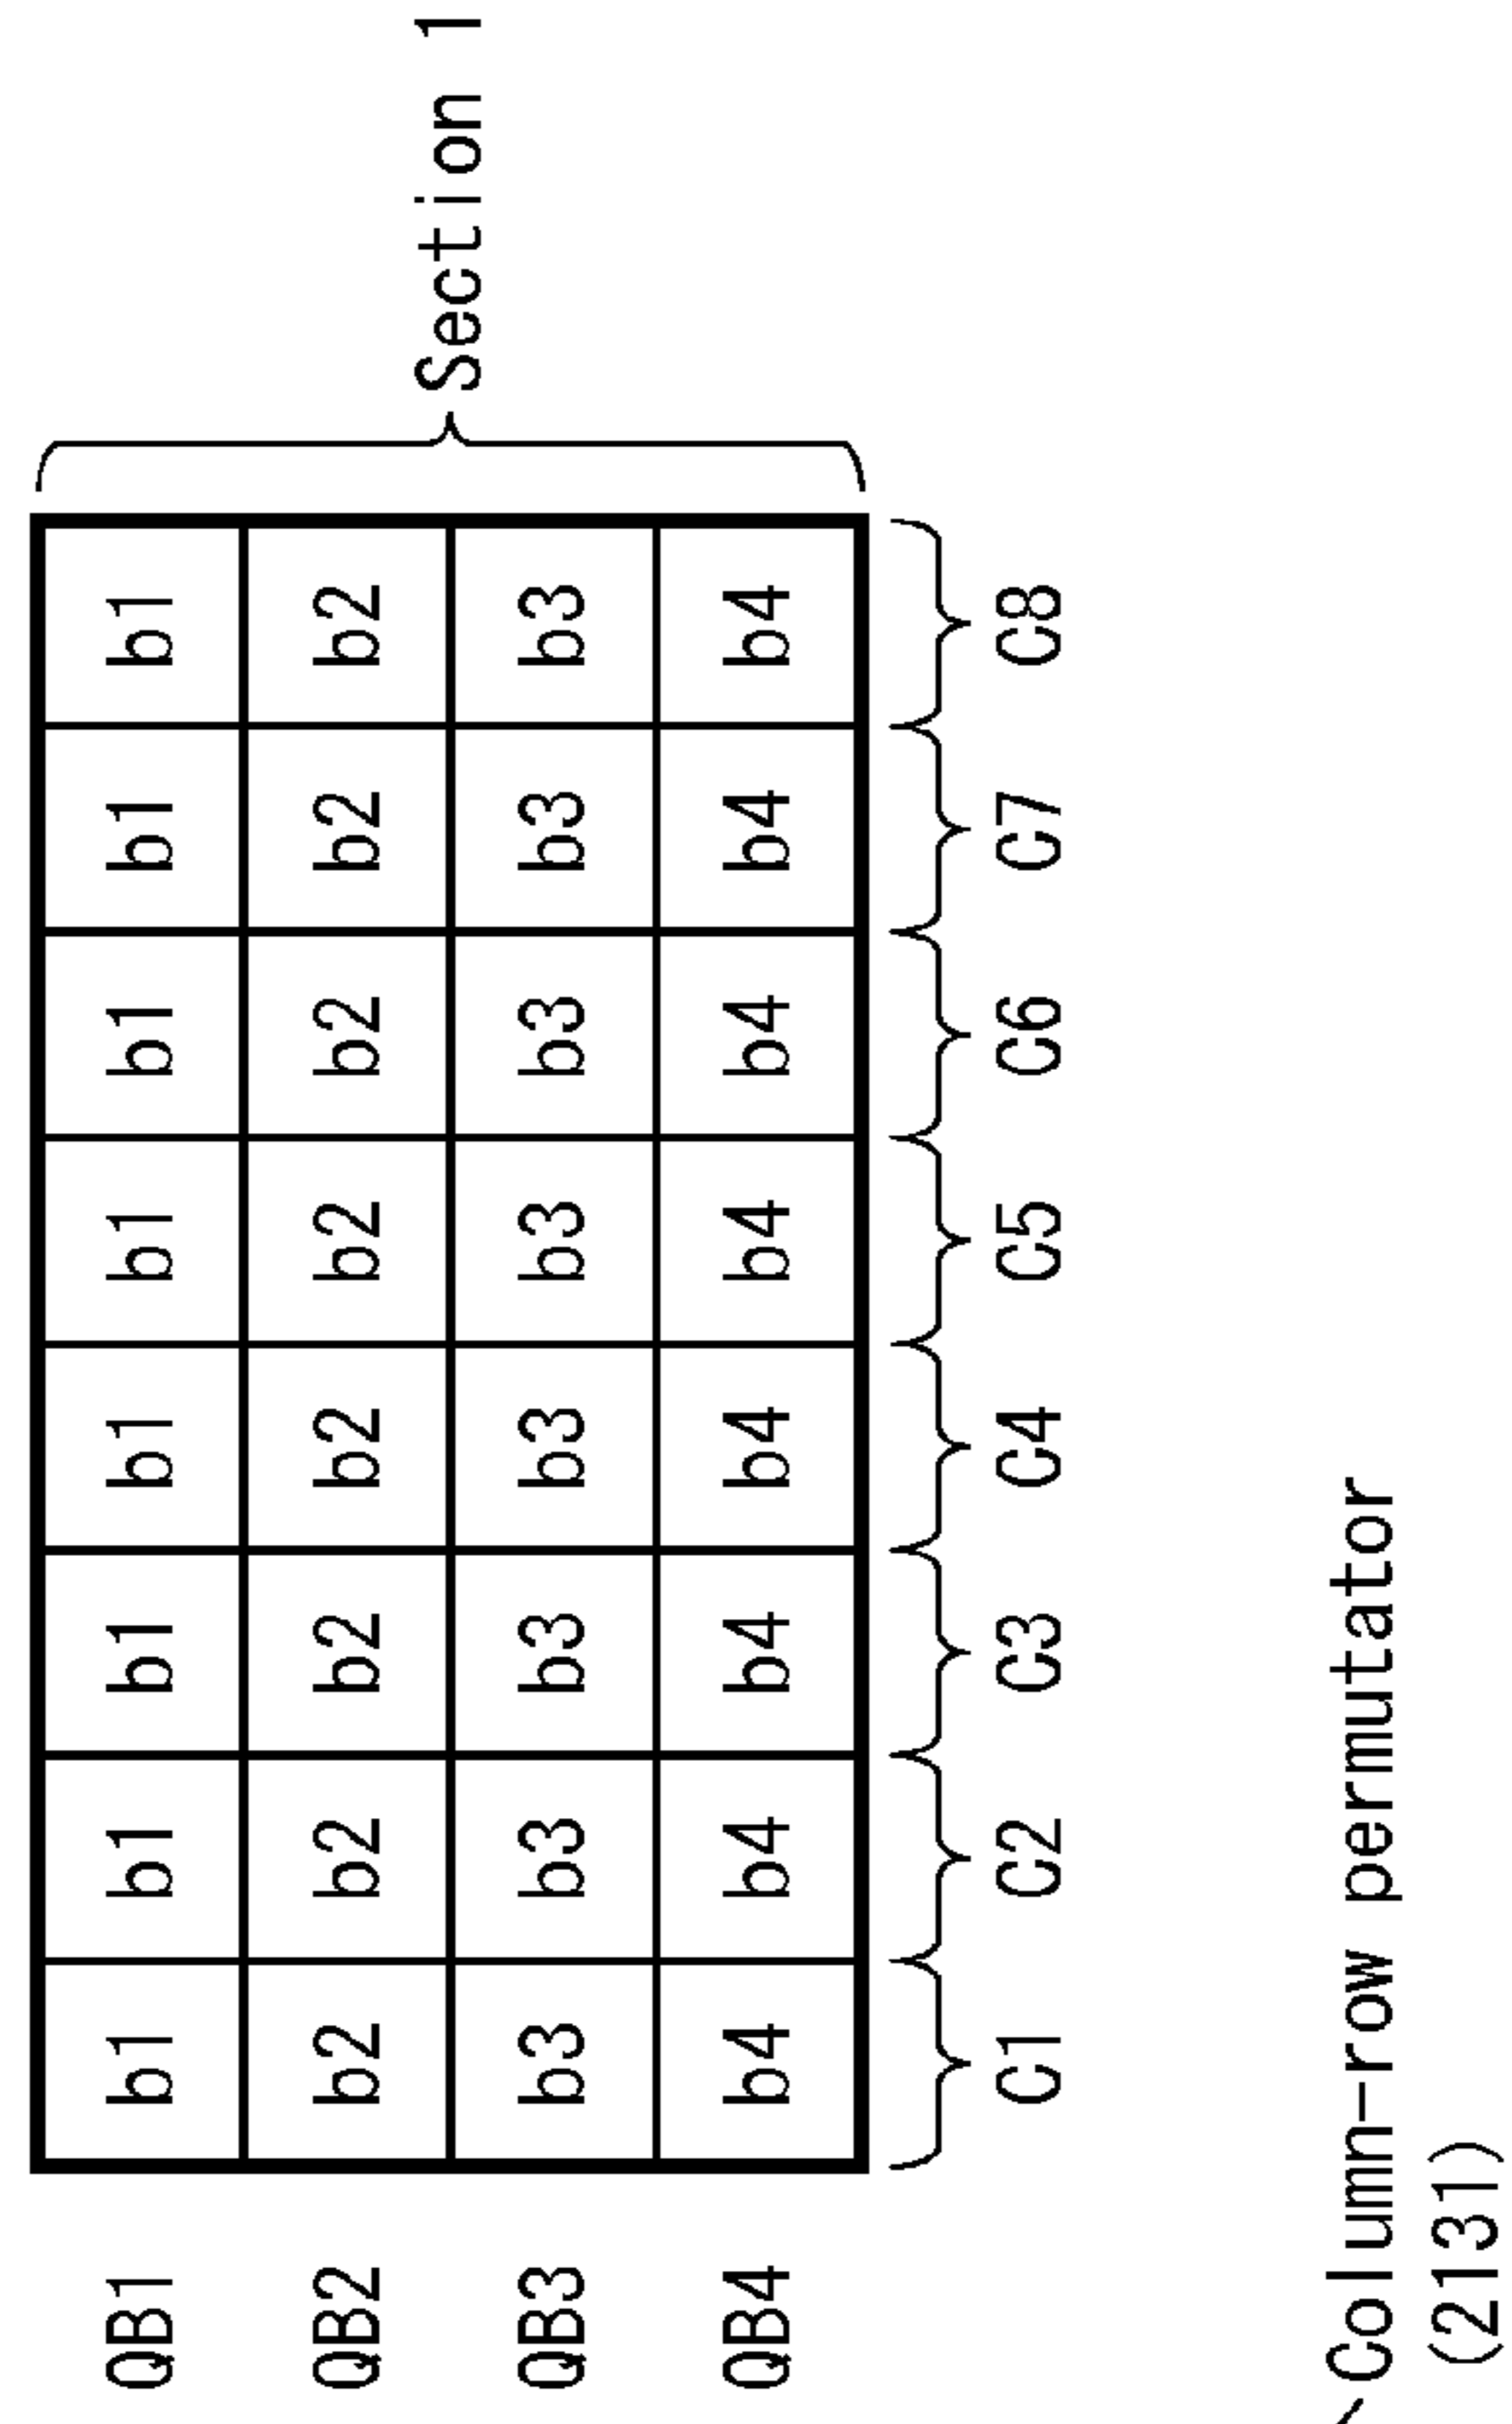 QB1 b1 b1 b1 b1 b1 b1 b1 b1
QB2 b2 b2 b2 b2 b2 b2 b2 b2
Section 1
QB3 b3 b3 b3 b3 b3 b3 b3 b3
QB4 b4 b4 b4 b4 b4 b4 b4 b4
C1 C2 C3 C4 C5 C6 C7 C8
Column-row permutator
(2131)